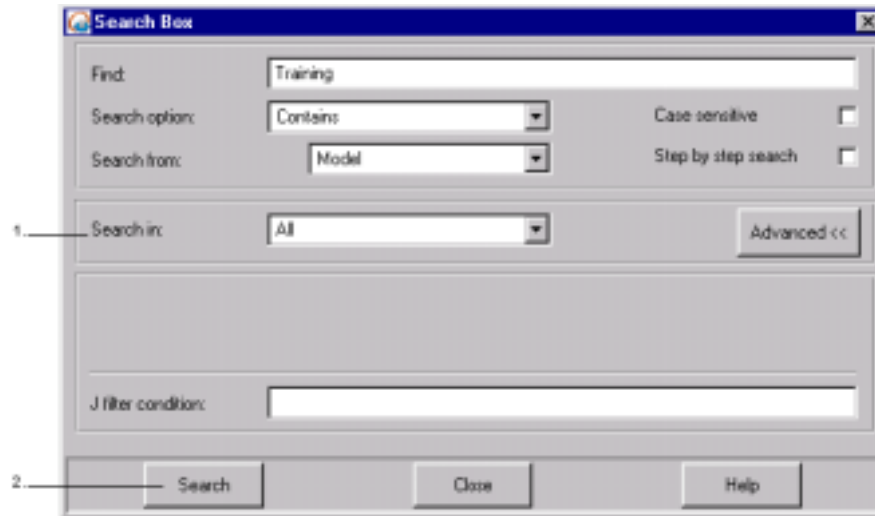 Search Box
Find: Training
Search option: Contains Case sensitive
Search from: Model Step by step search
1. Search in: All Advanced <<
J filter condition:
2. Search Close Help